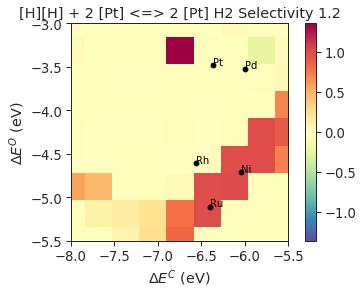 [H][H] + 2 [Pt] <=> 2 [Pt] H2 Selectivity 1.2
−3.0
−3.5
−4.0
−4.5
−5.0
−5.5
ΔE^O (eV)
Pt
Pd
Rh
Ni
Ru
−8.0 −7.5 −7.0 −6.5 −6.0 −5.5
ΔE^C (eV)
1.0
0.5
0.0
−0.5
−1.0